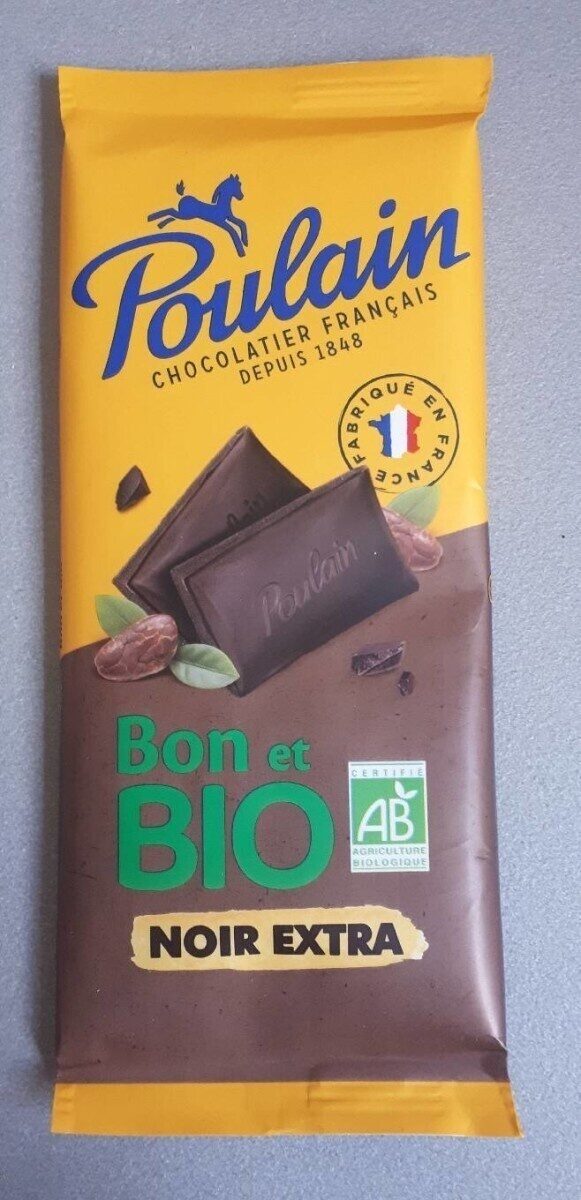 Poulain
CHOCOLATIER FRANÇAIS
DEPUIS 1848
FABRIQUÉ EN FRANCE
Poulain
Bon et
BIO
CERTIFIÉ
AB
AGRICULTURE
BIOLOGIQUE
NOIR EXTRA